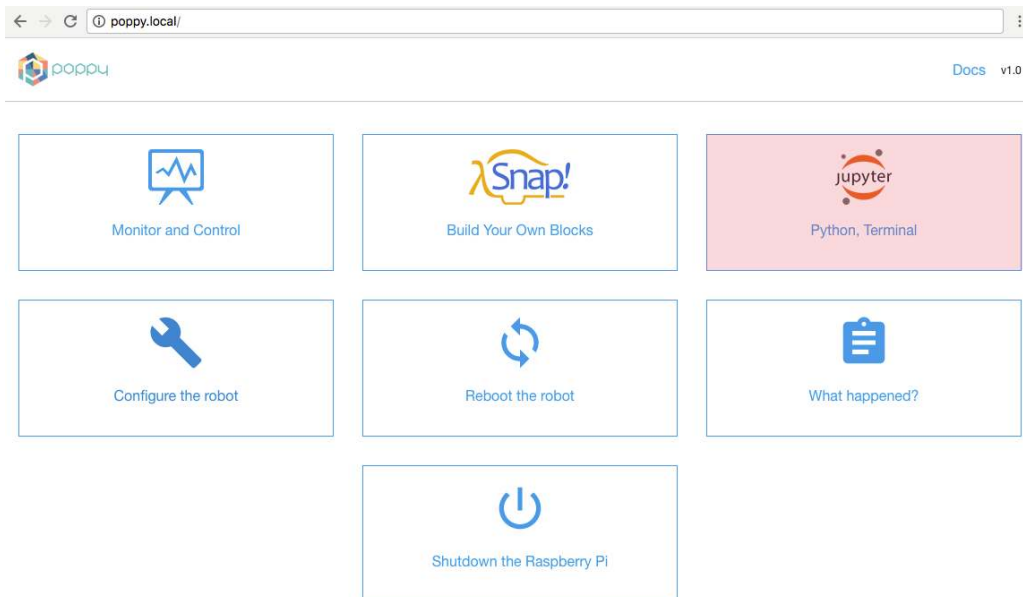 poppy.local/
poppy
Docs v1.0
Monitor and Control
λSnap!
Build Your Own Blocks
jupyter
Python, Terminal
Configure the robot
Reboot the robot
What happened?
Shutdown the Raspberry Pi